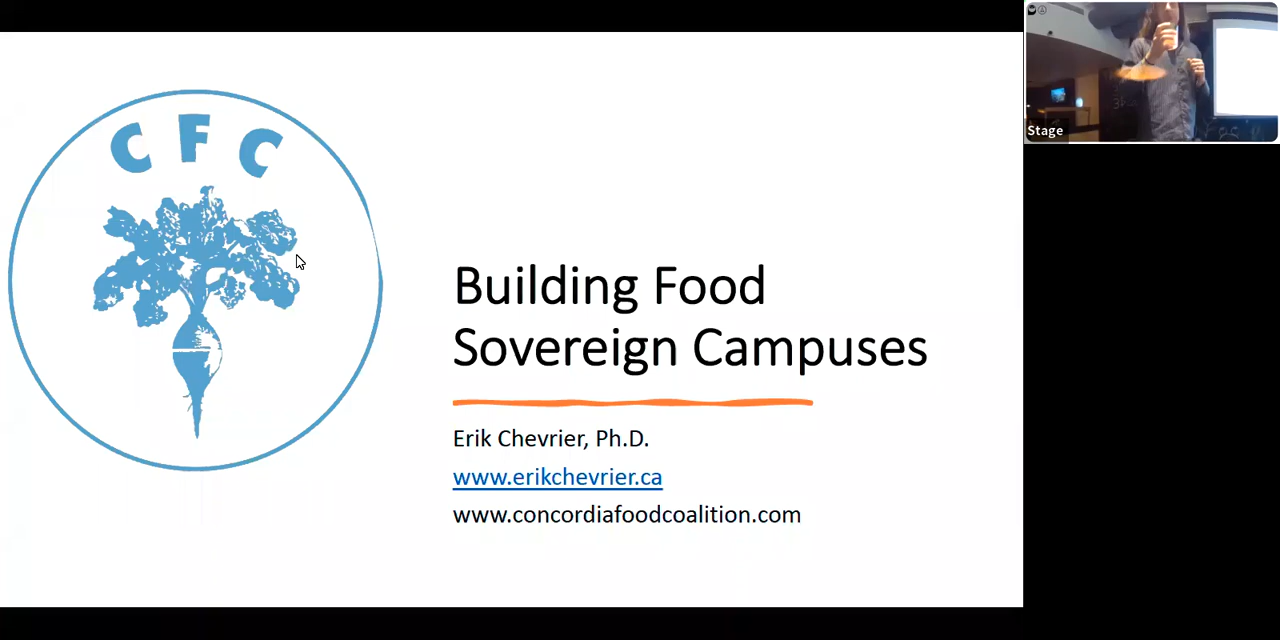 CFC
Building Food
Sovereign Campuses
Erik Chevrier, Ph.D.
www.erikchevrier.ca
www.concordiafoodcoalition.com
Stage